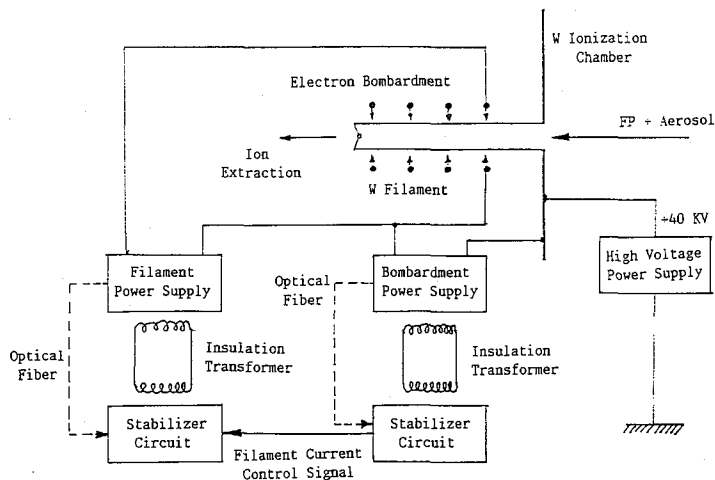 W Ionization
Chamber
Electron Bombardment
FP + Aerosol
Ion
Extraction
W Filament
+40 KV
Filament
Power Supply
Optical
Fiber
Bombardment
Power Supply
High Voltage
Power Supply
Optical
Fiber
Insulation
Transformer
Insulation
Transformer
Stabilizer
Circuit
Stabilizer
Circuit
Filament Current
Control Signal